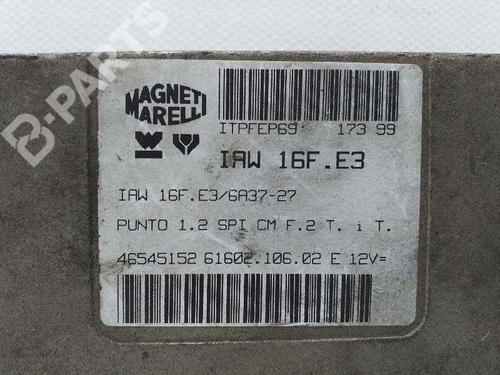 B-PARTS
MAGNETI
MARELLI
ITPFEP69 173 99
IAW 16F.E3
IAW 16F.E3/6A37-27
PUNTO 1.2 SPI CM F.2 T. i T.
46545152 61602.106.02 E 12V=